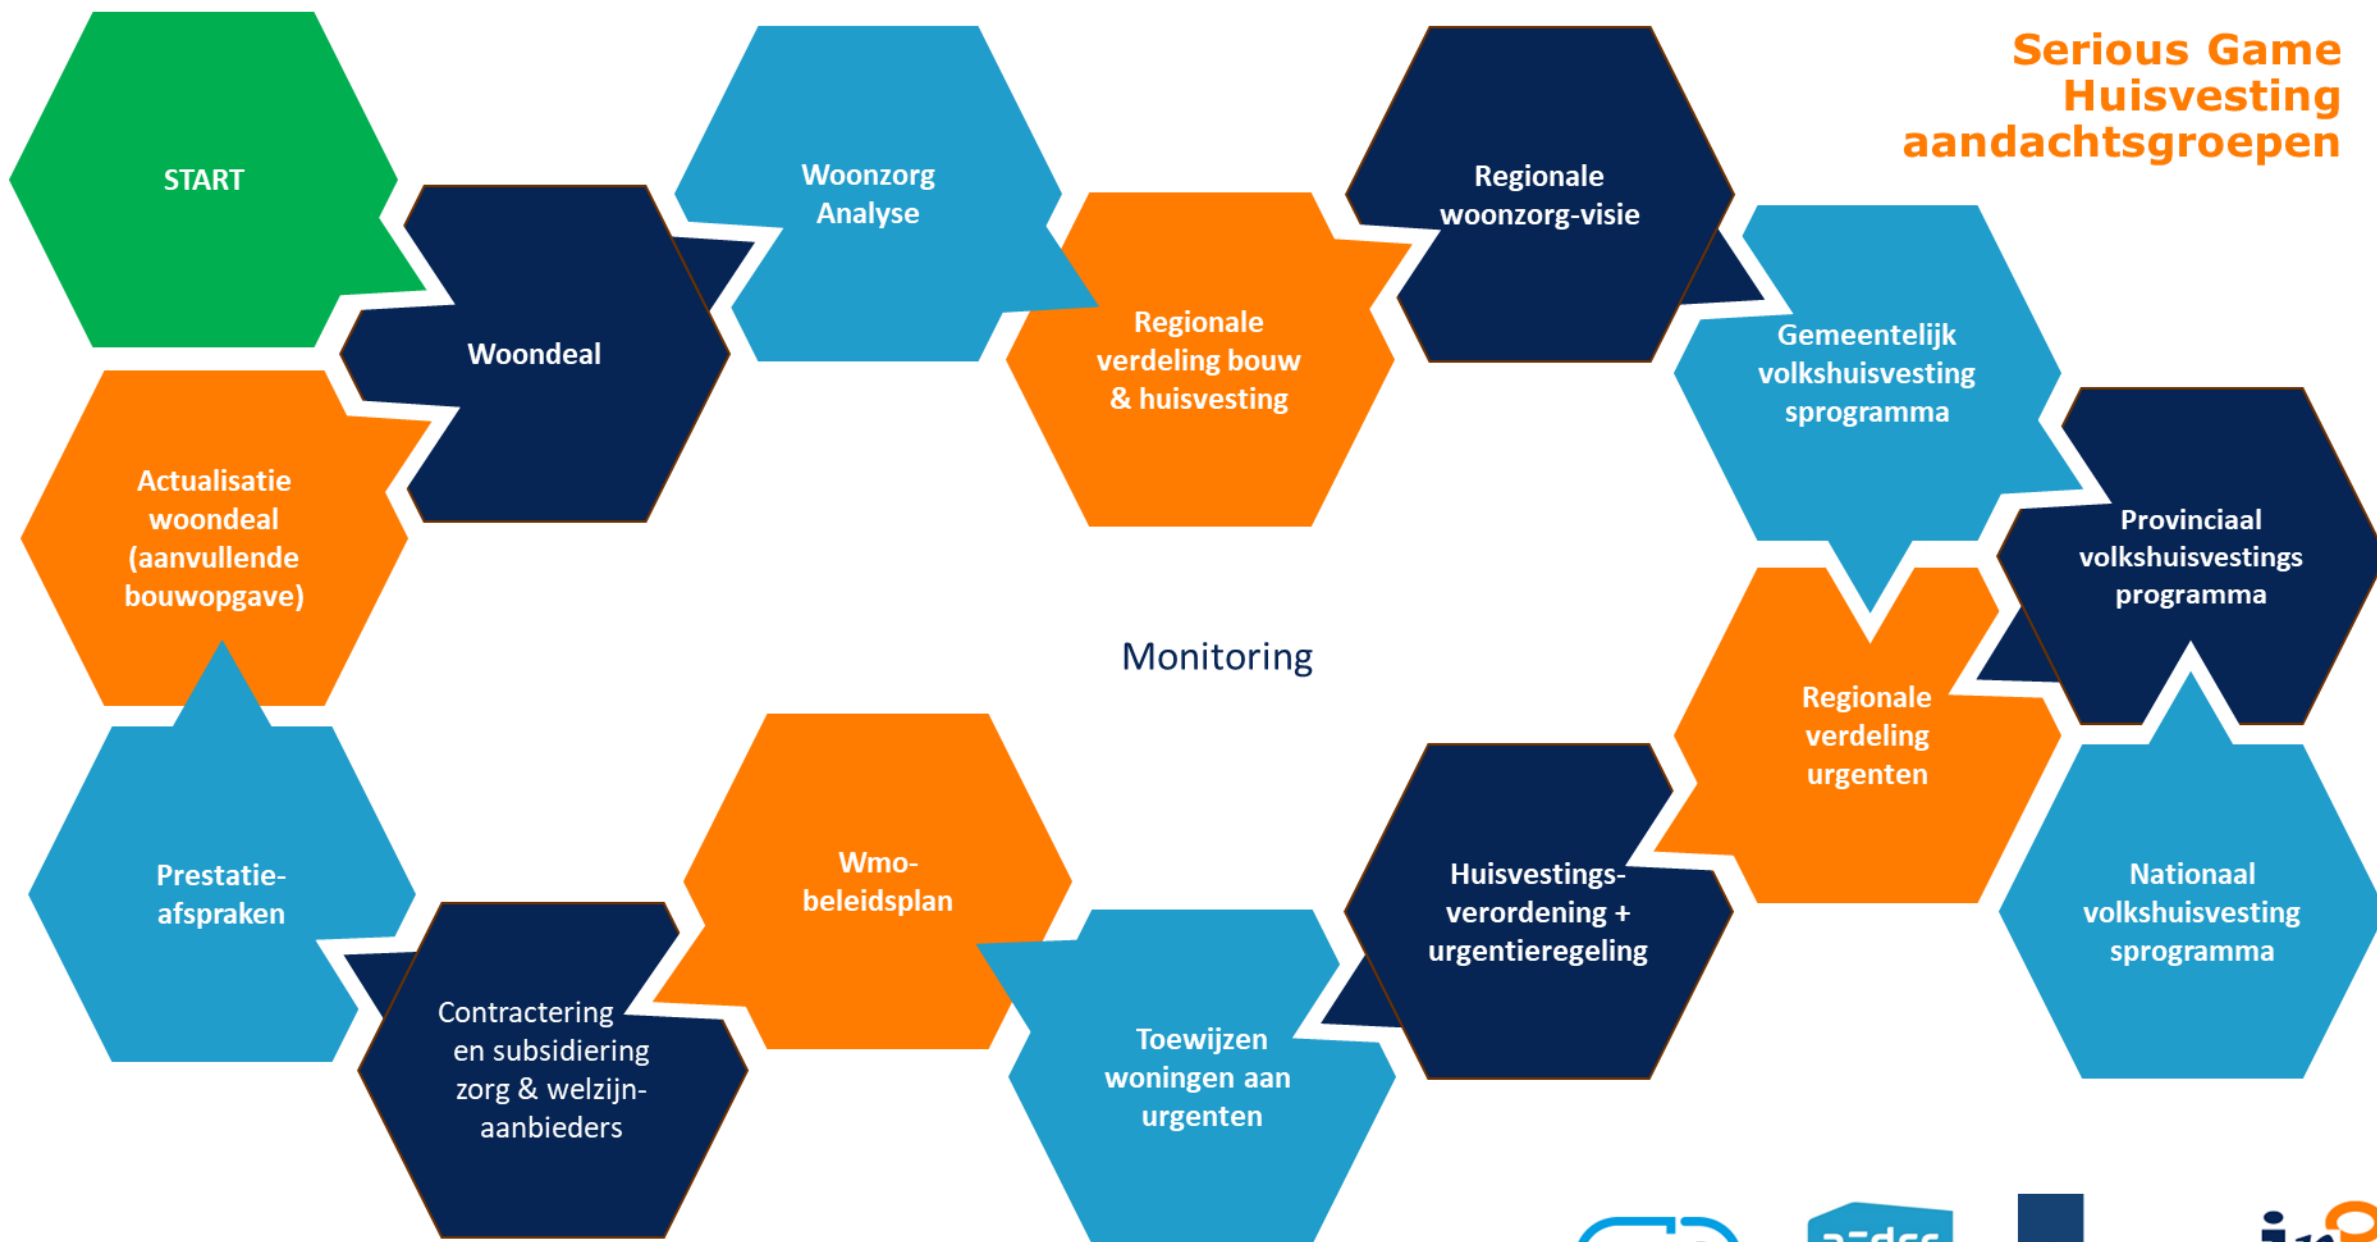 Serious Game
Huisvesting
aandachtsgroepen
START
Woondeal
Woonzorg
Analyse
Regionale
verdeling bouw
& huisvesting
Regionale
woonzorg-visie
Gemeentelijk
volkshuisvesting
sprogramma
Provinciaal
volkshuisvestings
programma
Nationaal
volkshuisvesting
sprogramma
Regionale
verdeling
urgenten
Huisvestings-
verordening +
urgentieregeling
Toewijzen
woningen aan
urgenten
Wmo-
beleidsplan
Contractering
en subsidiering
zorg & welzijn-
aanbieders
Prestatie-
afspraken
Actualisatie
woondeal
(aanvullende
bouwopgave)
Monitoring